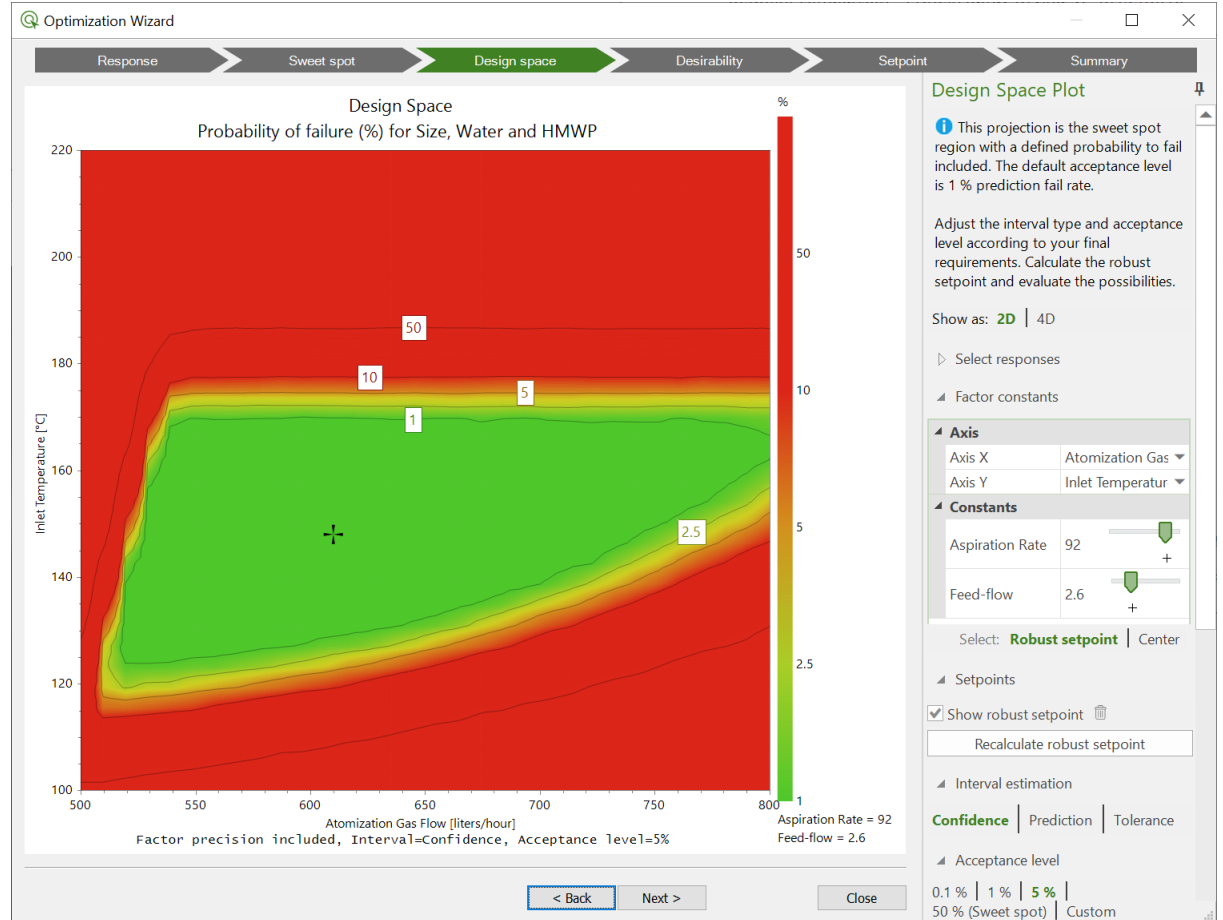 Optimization Wizard
Response
Sweet spot
Design space
Desirability
Setpoint
Summary
Design Space
Probability of failure (%) for Size, Water and HMWP
%
220
200
180
160
140
120
100
Inlet Temperature [°C]
50
10
5
1
2.5
500
550
600
650
700
750
800
Atomization Gas Flow [liters/hour]
Factor precision included, Interval=Confidence, Acceptance level=5%
50
10
5
2.5
1
Aspiration Rate = 92
Feed-flow = 2.6
< Back
Next >
Close
Design Space Plot
This projection is the sweet spot
region with a defined probability to fail
included. The default acceptance level
is 1 % prediction fail rate.
Adjust the interval type and acceptance
level according to your final
requirements. Calculate the robust
setpoint and evaluate the possibilities.
Show as: 2D | 4D
Select responses
Factor constants
Axis
Axis X Atomization Gas
Axis Y Inlet Temperatur
Constants
Aspiration Rate 92
+
Feed-flow 2.6
+
Select: Robust setpoint | Center
Setpoints
Show robust setpoint
Recalculate robust setpoint
Interval estimation
Confidence | Prediction | Tolerance
Acceptance level
0.1 % | 1 % | 5 % |
50 % (Sweet spot) | Custom